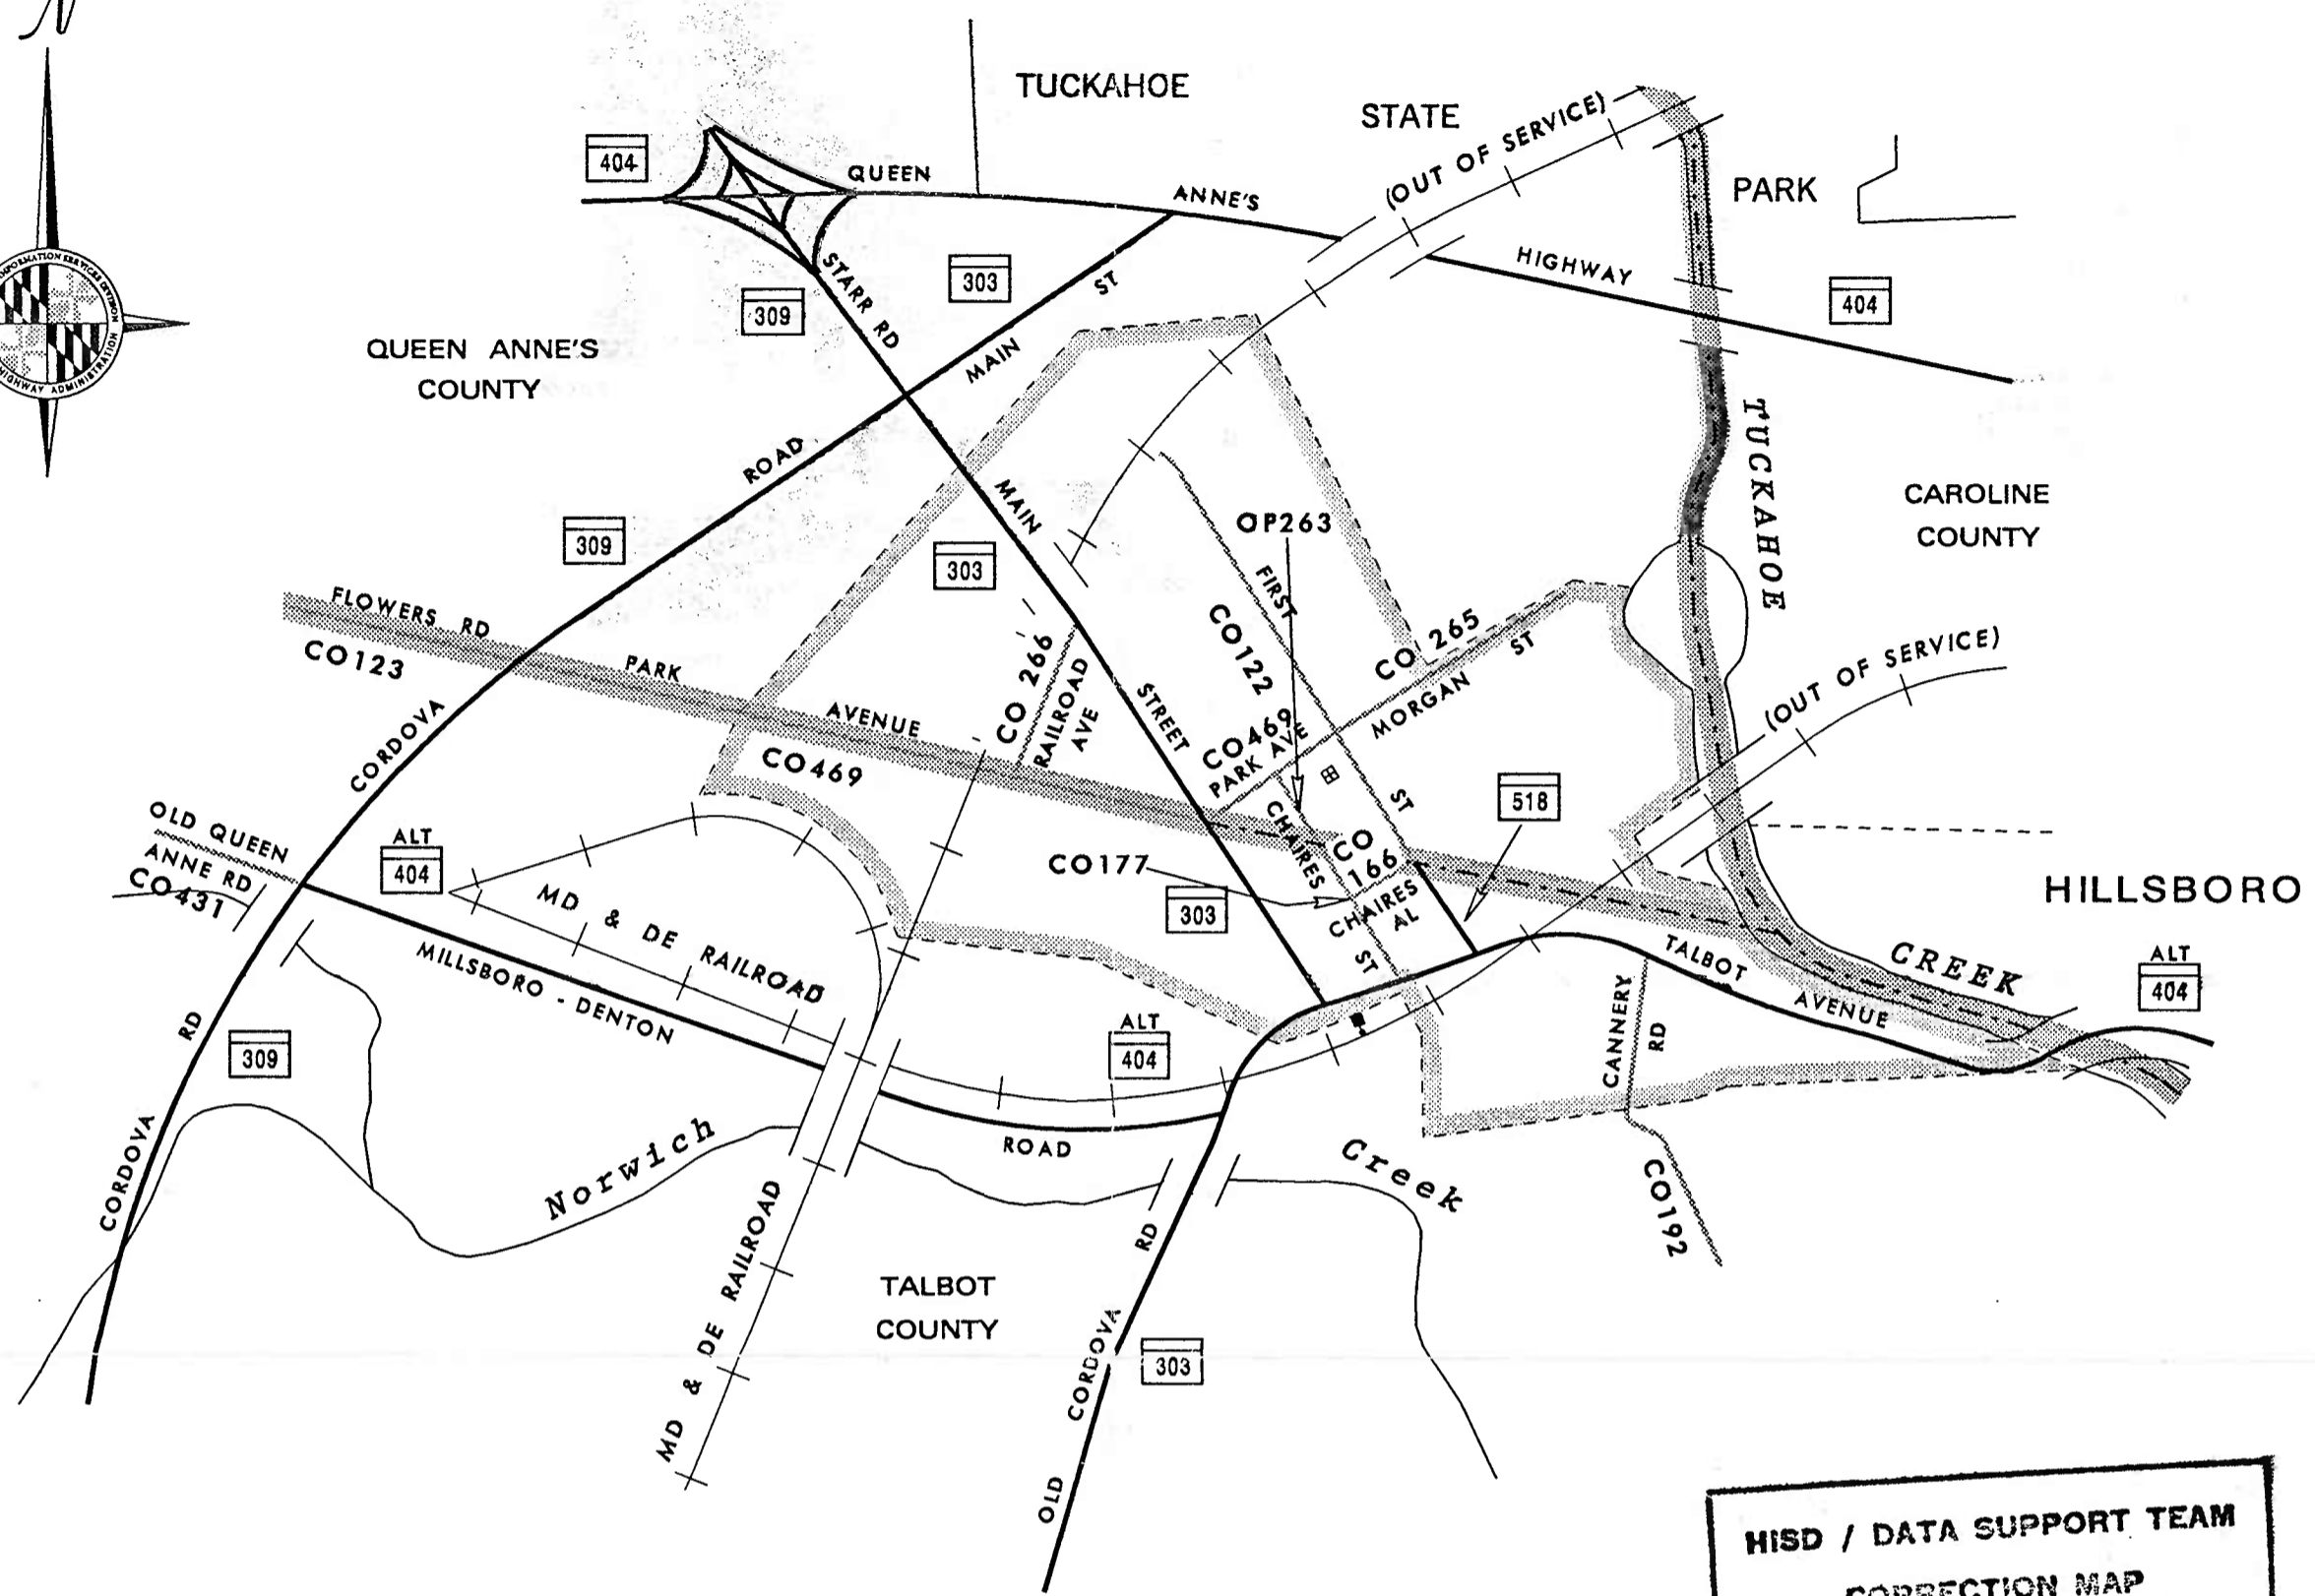 N
INFORMATION SERVICES DIVISION
HIGHWAY ADMINISTRATION
TUCKAHOE
STATE
PARK
(OUT OF SERVICE)
404
QUEEN
ANNE'S
HIGHWAY
404
309
STARR RD
303
MAIN
ST
QUEEN ANNE'S
COUNTY
ROAD
309
303
MAIN
OP263
TUCKAHOE
CAROLINE
COUNTY
FLOWERS RD
CO123
PARK
AVENUE
CO469
CO 266
RAILROAD
AVE
STREET
FIRST
CO122
CO 265
MORGAN
ST
CO469
PARK AVE
ST
(OUT OF SERVICE)
CORDOVA
OLD QUEEN
ANNE RD
CO431
ALT
404
518
CHAIRES
CO
166
CO177
303
CHAIRES
AL
ST
HILLSBORO
MD & DE RAILROAD
MILLSBORO - DENTON
TALBOT
AVENUE
CREEK
ALT
404
CANNERY
RD
RD
309
ALT
404
CORDOVA
Norwich
ROAD
Creek
CO192
MD & DE RAILROAD
RD
TALBOT
COUNTY
CORDOVA
303
OLD
HISD / DATA SUPPORT TEAM
CORRECTION MAP